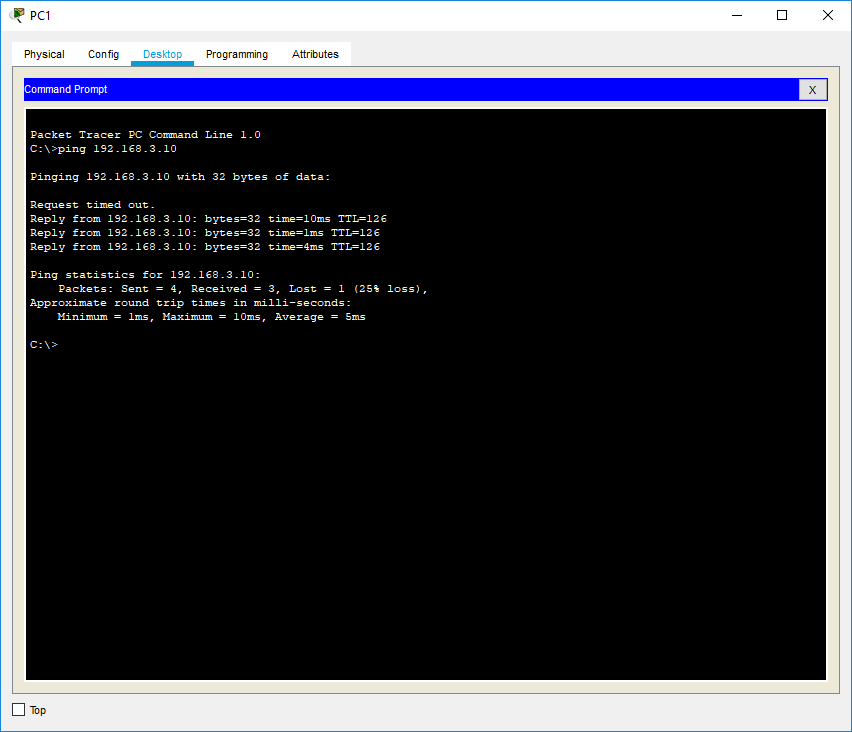 PC1
Physical Config Desktop Programming Attributes
Command Prompt X
Packet Tracer PC Command Line 1.0
C:\>ping 192.168.3.10
Pinging 192.168.3.10 with 32 bytes of data:
Request timed out.
Reply from 192.168.3.10: bytes=32 time=10ms TTL=126
Reply from 192.168.3.10: bytes=32 time=1ms TTL=126
Reply from 192.168.3.10: bytes=32 time=4ms TTL=126
Ping statistics for 192.168.3.10:
Packets: Sent = 4, Received = 3, Lost = 1 (25% loss),
Approximate round trip times in milli-seconds:
Minimum = 1ms, Maximum = 10ms, Average = 5ms
C:\>
Top